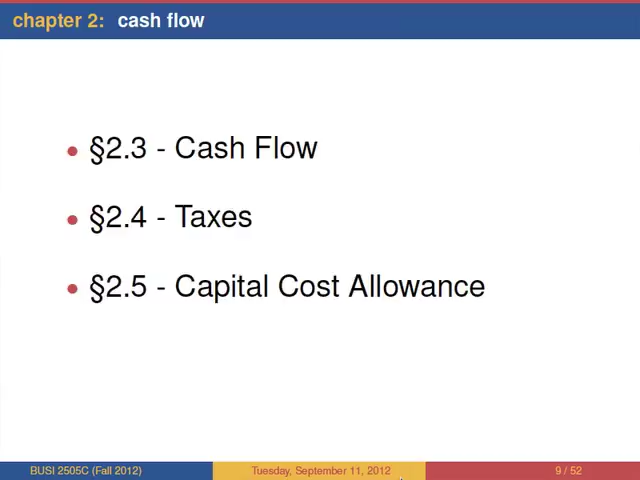 chapter 2: cash flow
• §2.3 - Cash Flow
• §2.4 - Taxes
• §2.5 - Capital Cost Allowance
BUSI 2505C (Fall 2012) Tuesday, September 11, 2012 9 / 52